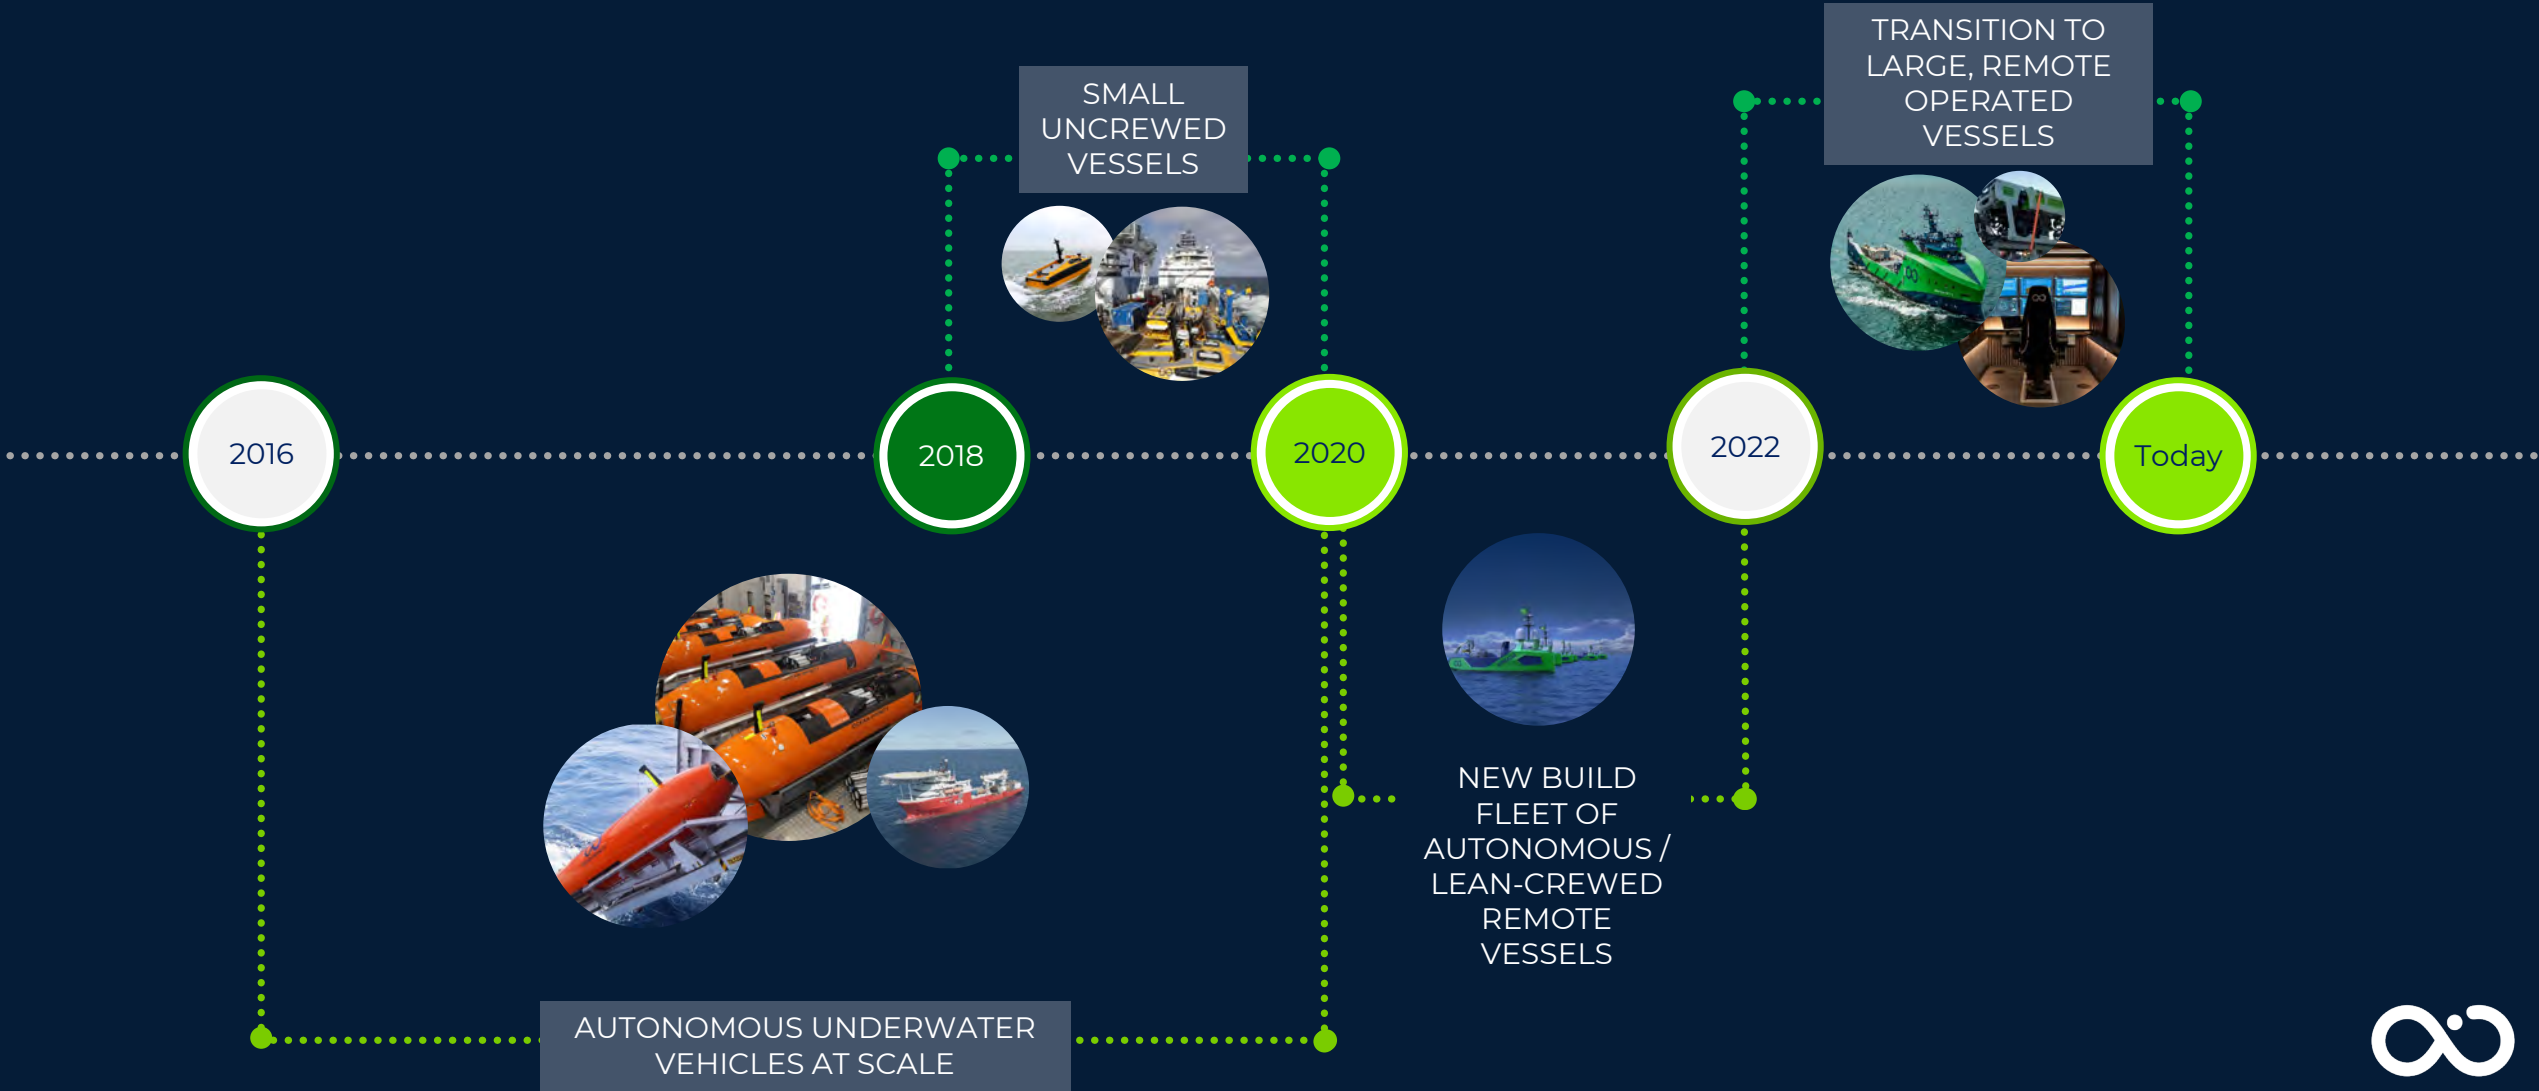 TRANSITION TO
LARGE, REMOTE
OPERATED
VESSELS
SMALL
UNCREWED
VESSELS
2016
2018
2020
2022
Today
NEW BUILD
FLEET OF
AUTONOMOUS /
LEAN-CREWED
REMOTE
VESSELS
AUTONOMOUS UNDERWATER
VEHICLES AT SCALE